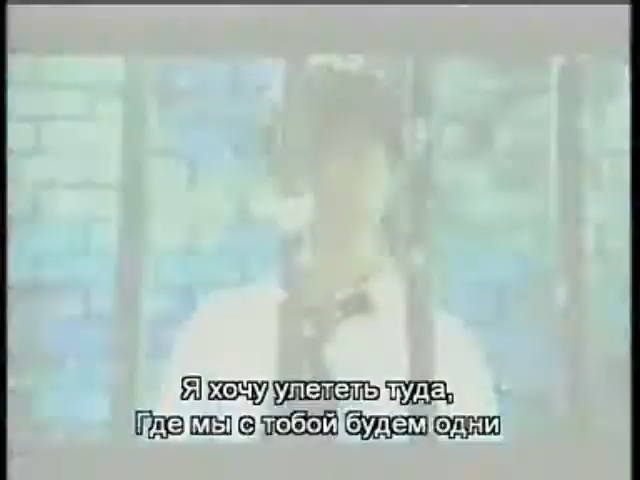 Я хочу улететь туда,
Где мы с тобой будем одни